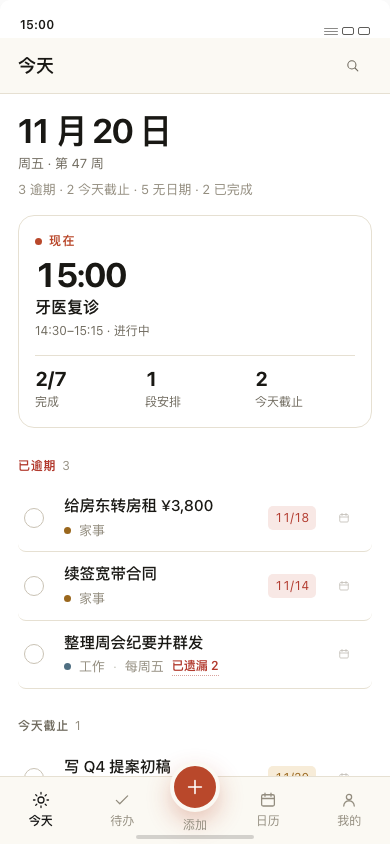 15:00
今天
11 月 20 日
周五 · 第 47 周
3 逾期 · 2 今天截止 · 5 无日期 · 2 已完成
现在
15:00
牙医复诊
14:30–15:15 · 进行中
2/7 1 2
完成 段安排 今天截止
已逾期 3
给房东转房租 ¥3,800 11/18
家事
续签宽带合同 11/14
家事
整理周会纪要并群发
工作 · 每周五 已遗漏 2
今天截止 1
写 Q4 提案初稿
今天 待办 添加 日历 我的